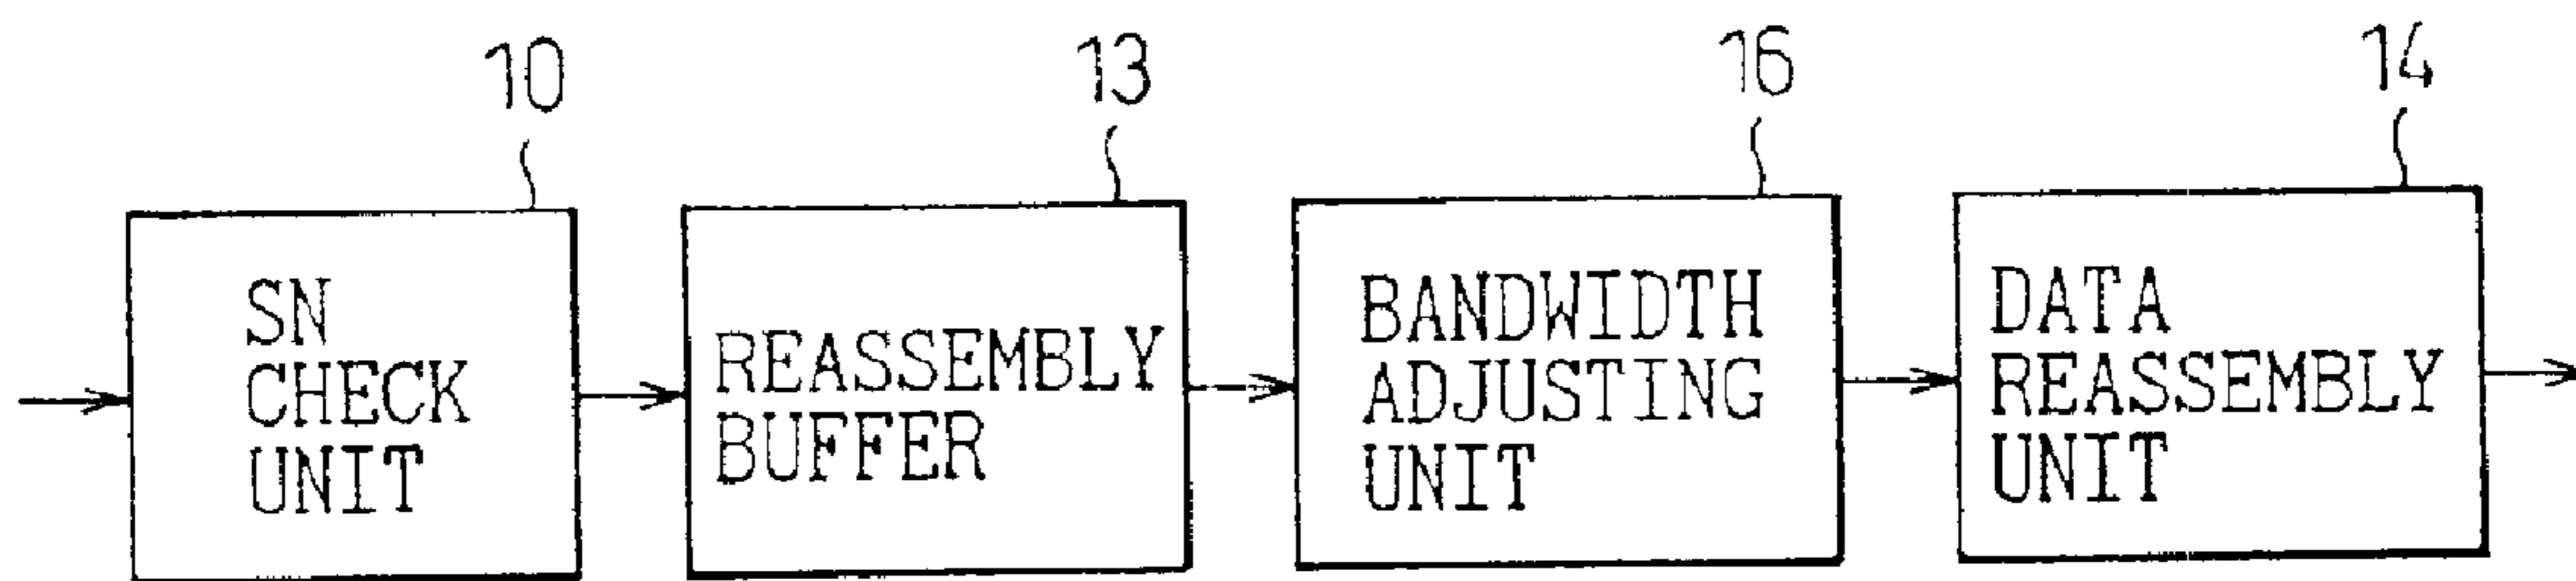 10
13
16
14
SN
CHECK
UNIT
REASSEMBLY
BUFFER
BANDWIDTH
ADJUSTING
UNIT
DATA
REASSEMBLY
UNIT